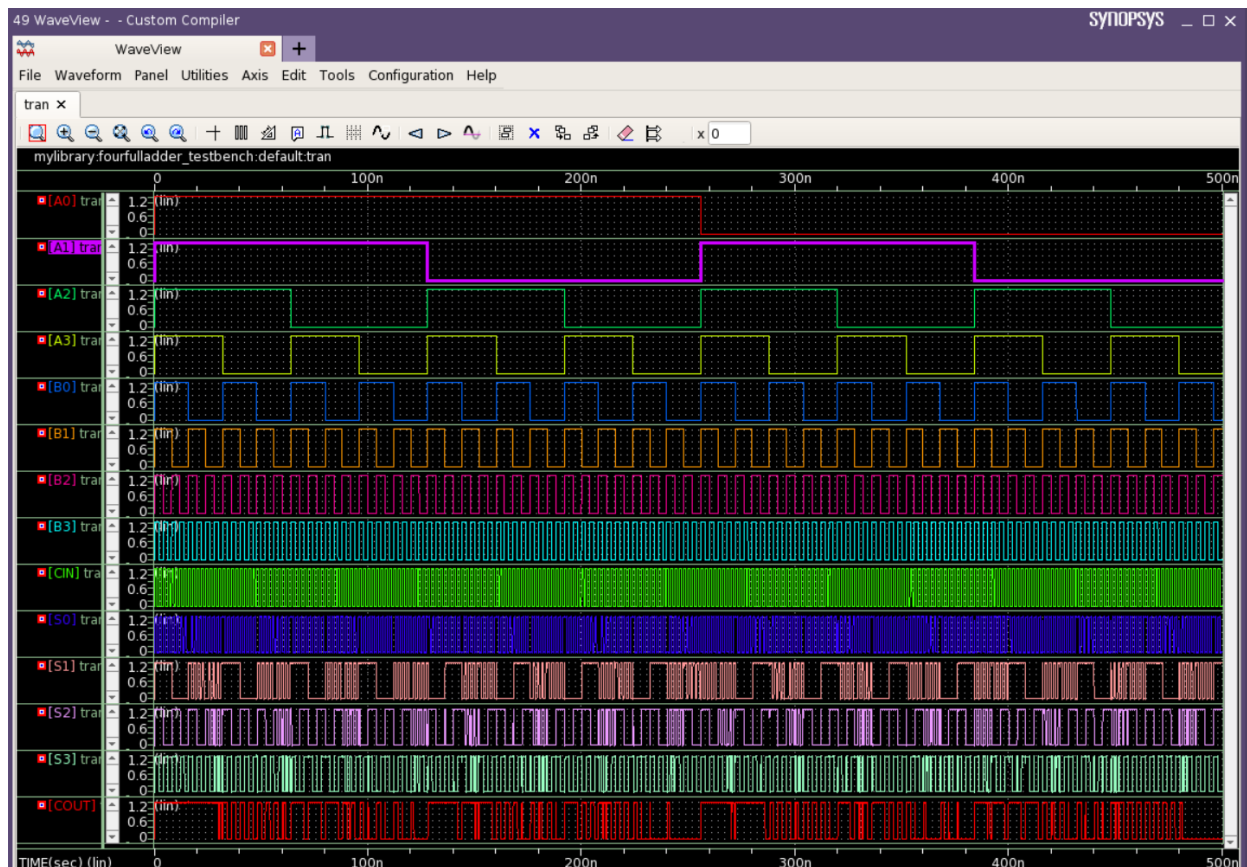 49 WaveView - - Custom Compiler SYNOPSYS
WaveView
File Waveform Panel Utilities Axis Edit Tools Configuration Help
tran
x 0
mylibrary:fourfulladder_testbench:default:tran
0 100n 200n 300n 400n 500n
[A0] tran 1.2 (lin)
0.6
0
[A1] tran 1.2 (lin)
0.6
0
[A2] tran 1.2 (lin)
0.6
0
[A3] tran 1.2 (lin)
0.6
0
[B0] tran 1.2 (lin)
0.6
0
[B1] tran 1.2 (lin)
0.6
0
[B2] tran 1.2 (lin)
0.6
0
[B3] tran 1.2 (lin)
0.6
0
[CIN] tra 1.2 (lin)
0.6
0
[S0] tran 1.2 (lin)
0.6
0
[S1] tran 1.2 (lin)
0.6
0
[S2] tran 1.2 (lin)
0.6
0
[S3] tran 1.2 (lin)
0.6
0
[COUT] 1.2 (lin)
0.6
0
TIME(sec) (lin) 0 100n 200n 300n 400n 500n